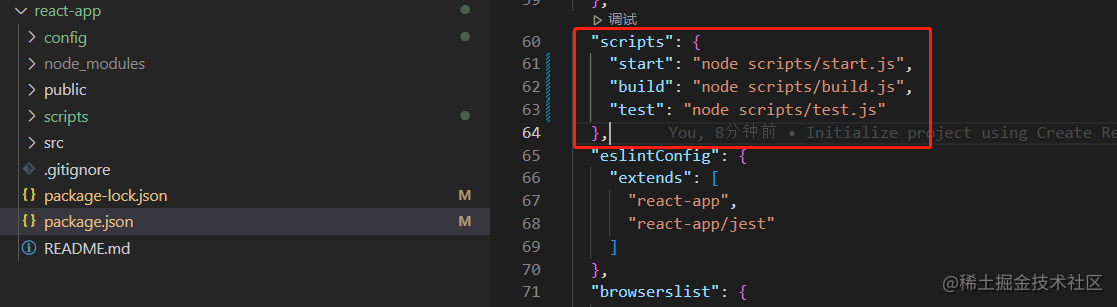 react-app
config
node_modules
public
scripts
src
.gitignore
package-lock.json M
package.json M
README.md
},
调试
60 "scripts": {
61 "start": "node scripts/start.js",
62 "build": "node scripts/build.js",
63 "test": "node scripts/test.js"
64 }, You, 8分钟前 • Initialize project using Create Re
65 "eslintConfig": {
66 "extends": [
67 "react-app",
68 "react-app/jest"
69 ]
70 },
71 "browserslist": {
@稀土掘金技术社区